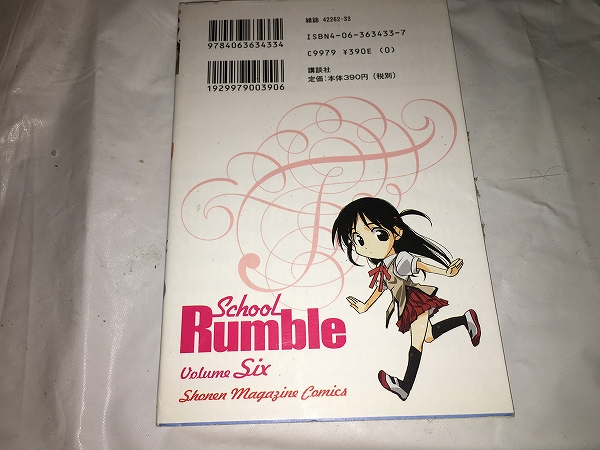 9784063634334
1929979003906
雑誌 42262-33
ISBN4-06-363433-7
C9979 ¥390E (0)
講談社
定価:本体390円(税別)
School
Rumble
Volume Six
Shonen Magazine Comics